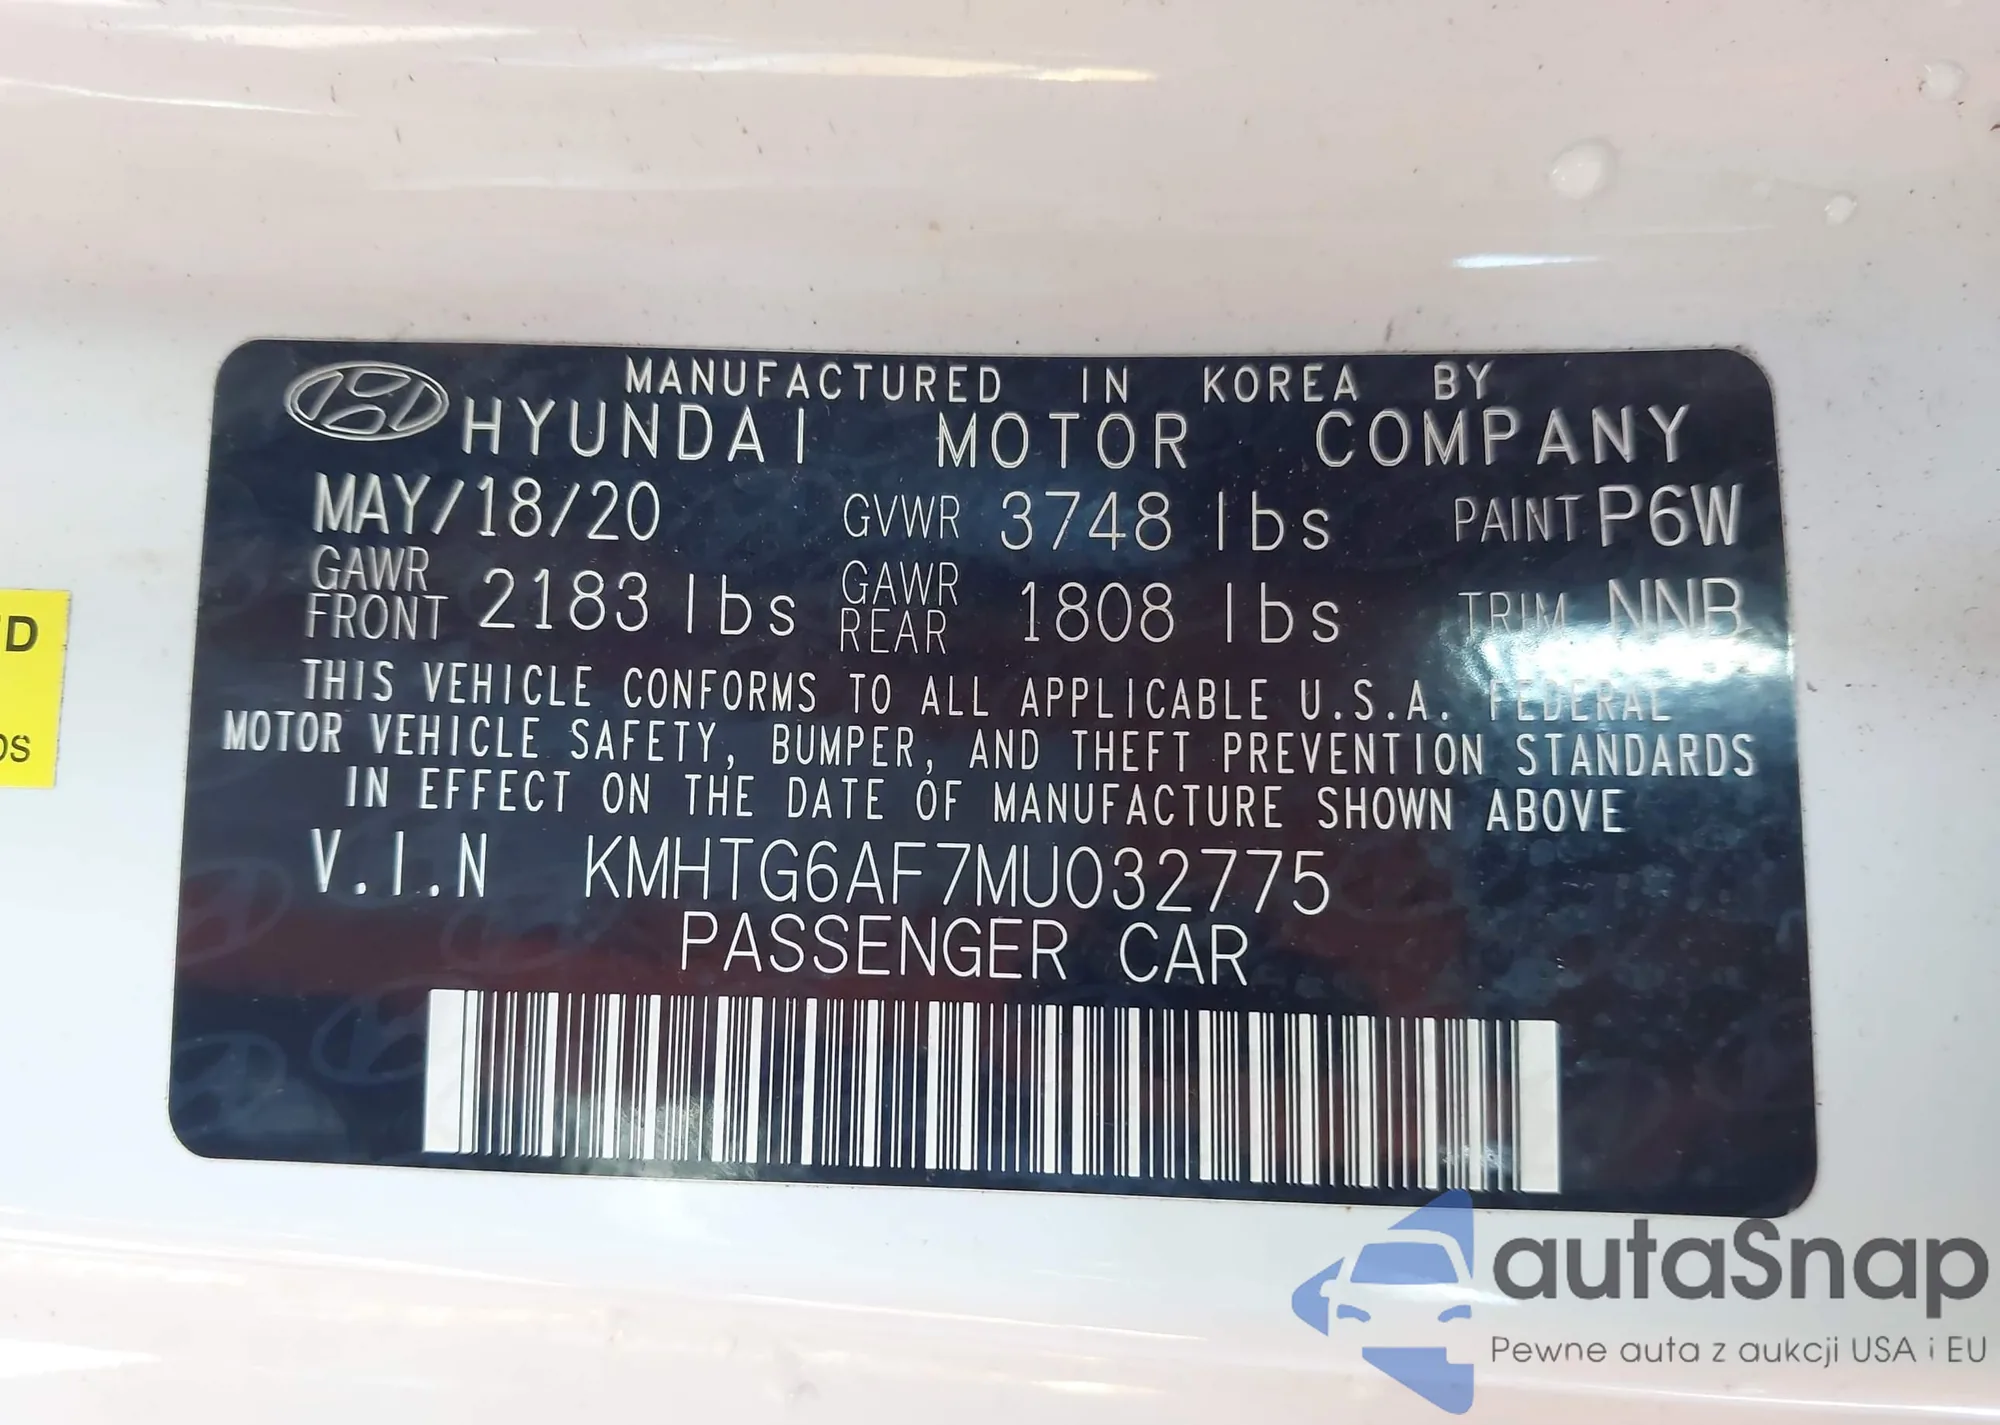 MANUFACTURED IN KOREA BY
HYUNDAI MOTOR COMPANY
MAY/18/20 GVWR 3748 lbs PAINT P6W
GAWR FRONT 2183 lbs GAWR REAR 1808 lbs TRIM NNB
THIS VEHICLE CONFORMS TO ALL APPLICABLE U.S.A. FEDERAL
MOTOR VEHICLE SAFETY, BUMPER, AND THEFT PREVENTION STANDARDS
IN EFFECT ON THE DATE OF MANUFACTURE SHOWN ABOVE
V.I.N KMHTG6AF7MU032775
PASSENGER CAR
autaSnap
Pewne auta z aukcji USA i EU